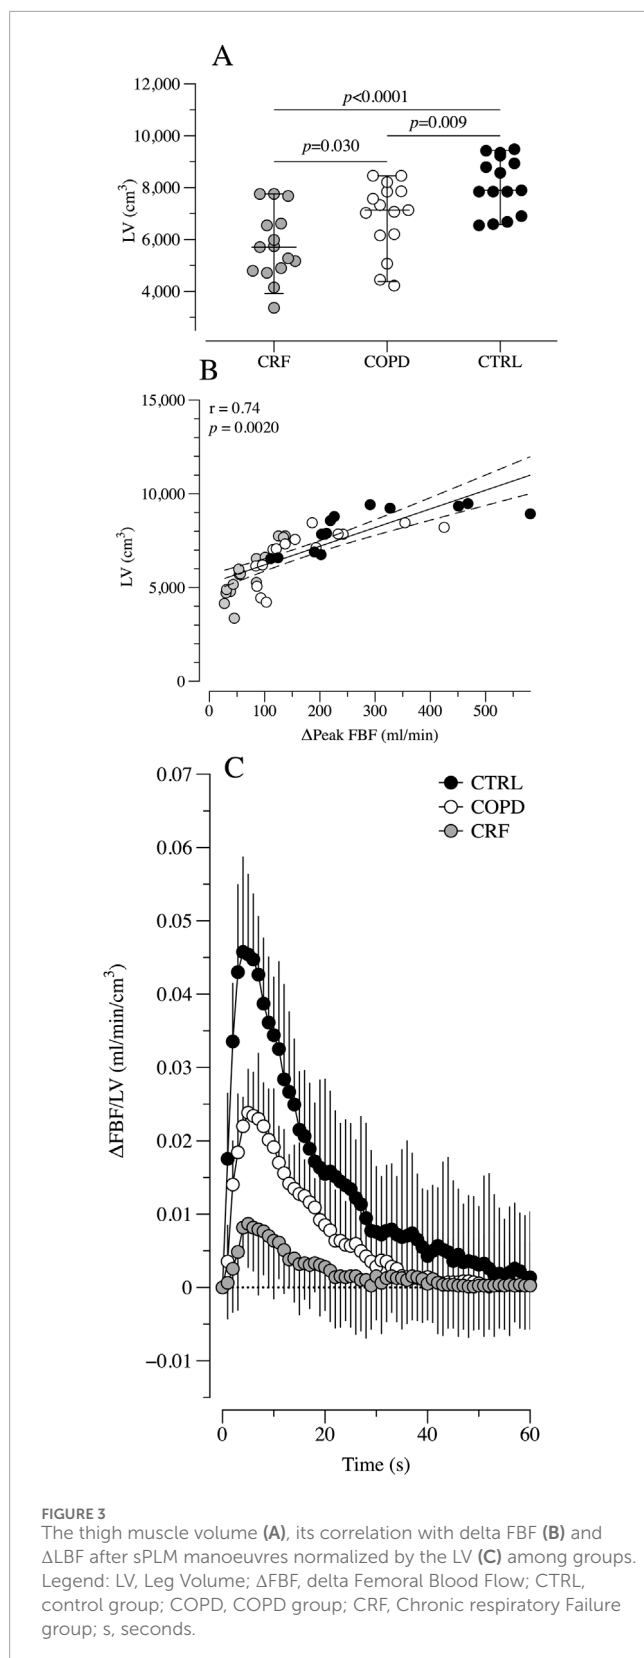 A
12,000
10,000
8,000
6,000
4,000
LV (cm³)
p<0.0001
p=0.009
p=0.030
CRF
COPD
CTRL
B
15,000
10,000
5,000
0
LV (cm³)
r = 0.74
p = 0.0020
0
100
200
300
400
500
ΔPeak FBF (ml/min)
C
0.07
0.06
0.05
0.04
0.03
0.02
0.01
0
−0.01
ΔFBF/LV (ml/min/cm³)
CTRL
COPD
CRF
0
20
40
60
Time (s)
FIGURE 3
The thigh muscle volume (A), its correlation with delta FBF (B) and
ΔLBF after sPLM manoeuvres normalized by the LV (C) among groups.
Legend: LV, Leg Volume; ΔFBF, delta Femoral Blood Flow; CTRL,
control group; COPD, COPD group; CRF, Chronic respiratory Failure
group; s, seconds.